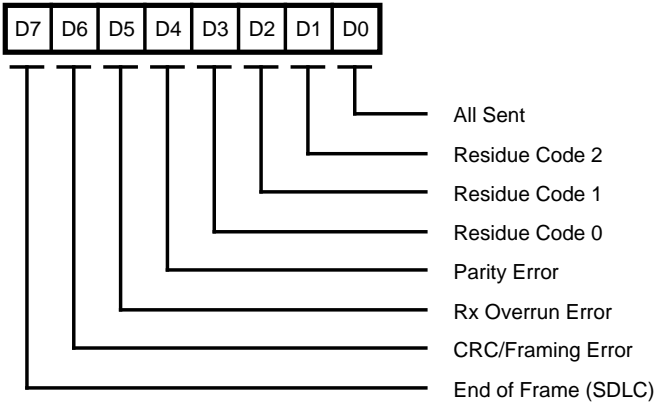 D7 D6 D5 D4 D3 D2 D1 D0
All Sent
Residue Code 2
Residue Code 1
Residue Code 0
Parity Error
Rx Overrun Error
CRC/Framing Error
End of Frame (SDLC)